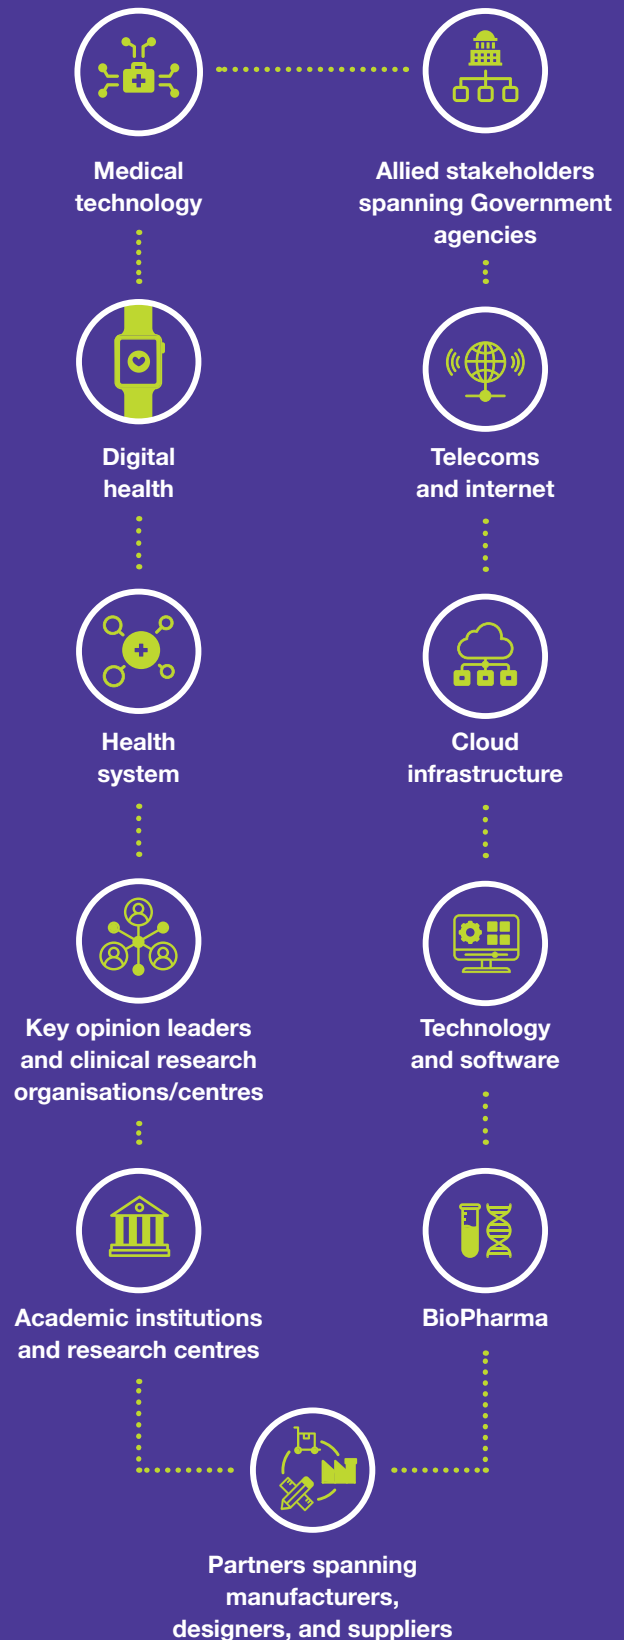 Medical
technology
Allied stakeholders
spanning Government
agencies
Digital
health
Telecoms
and internet
Health
system
Cloud
infrastructure
Key opinion leaders
and clinical research
organisations/centres
Technology
and software
Academic institutions
and research centres
BioPharma
Partners spanning
manufacturers,
designers, and suppliers